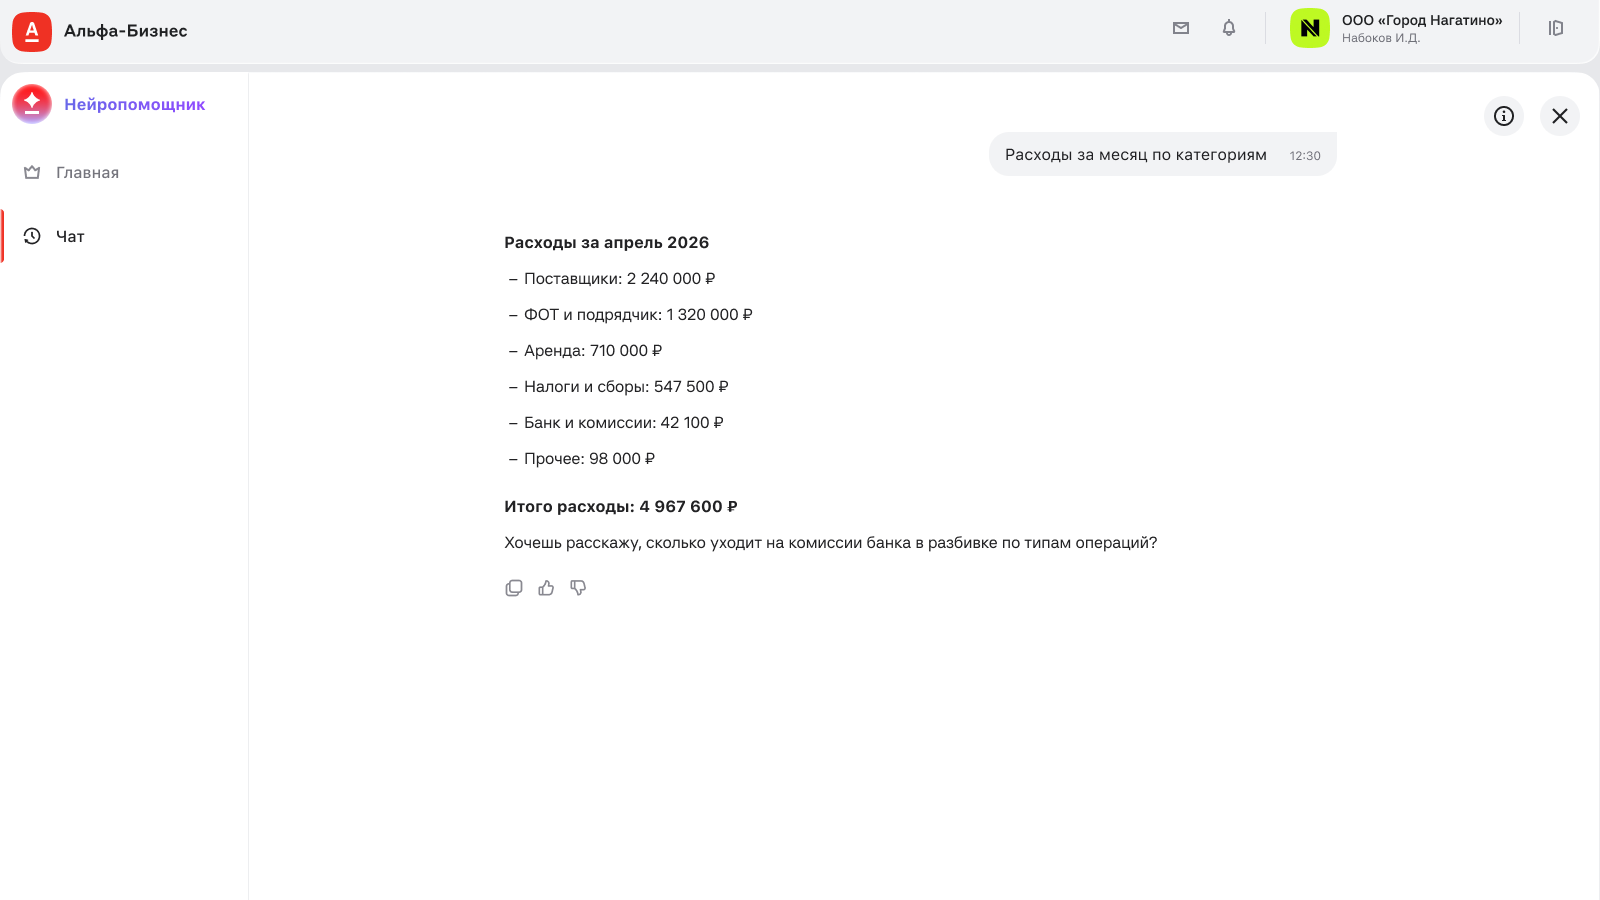 А
Альфа-Бизнес
N
ООО «Город Нагатино»
Набоков И.Д.
Нейропомощник
Главная
Чат
Расходы за месяц по категориям 12:30
Расходы за апрель 2026
– Поставщики: 2 240 000 ₽
– ФОТ и подрядчик: 1 320 000 ₽
– Аренда: 710 000 ₽
– Налоги и сборы: 547 500 ₽
– Банк и комиссии: 42 100 ₽
– Прочее: 98 000 ₽
Итого расходы: 4 967 600 ₽
Хочешь расскажу, сколько уходит на комиссии банка в разбивке по типам операций?